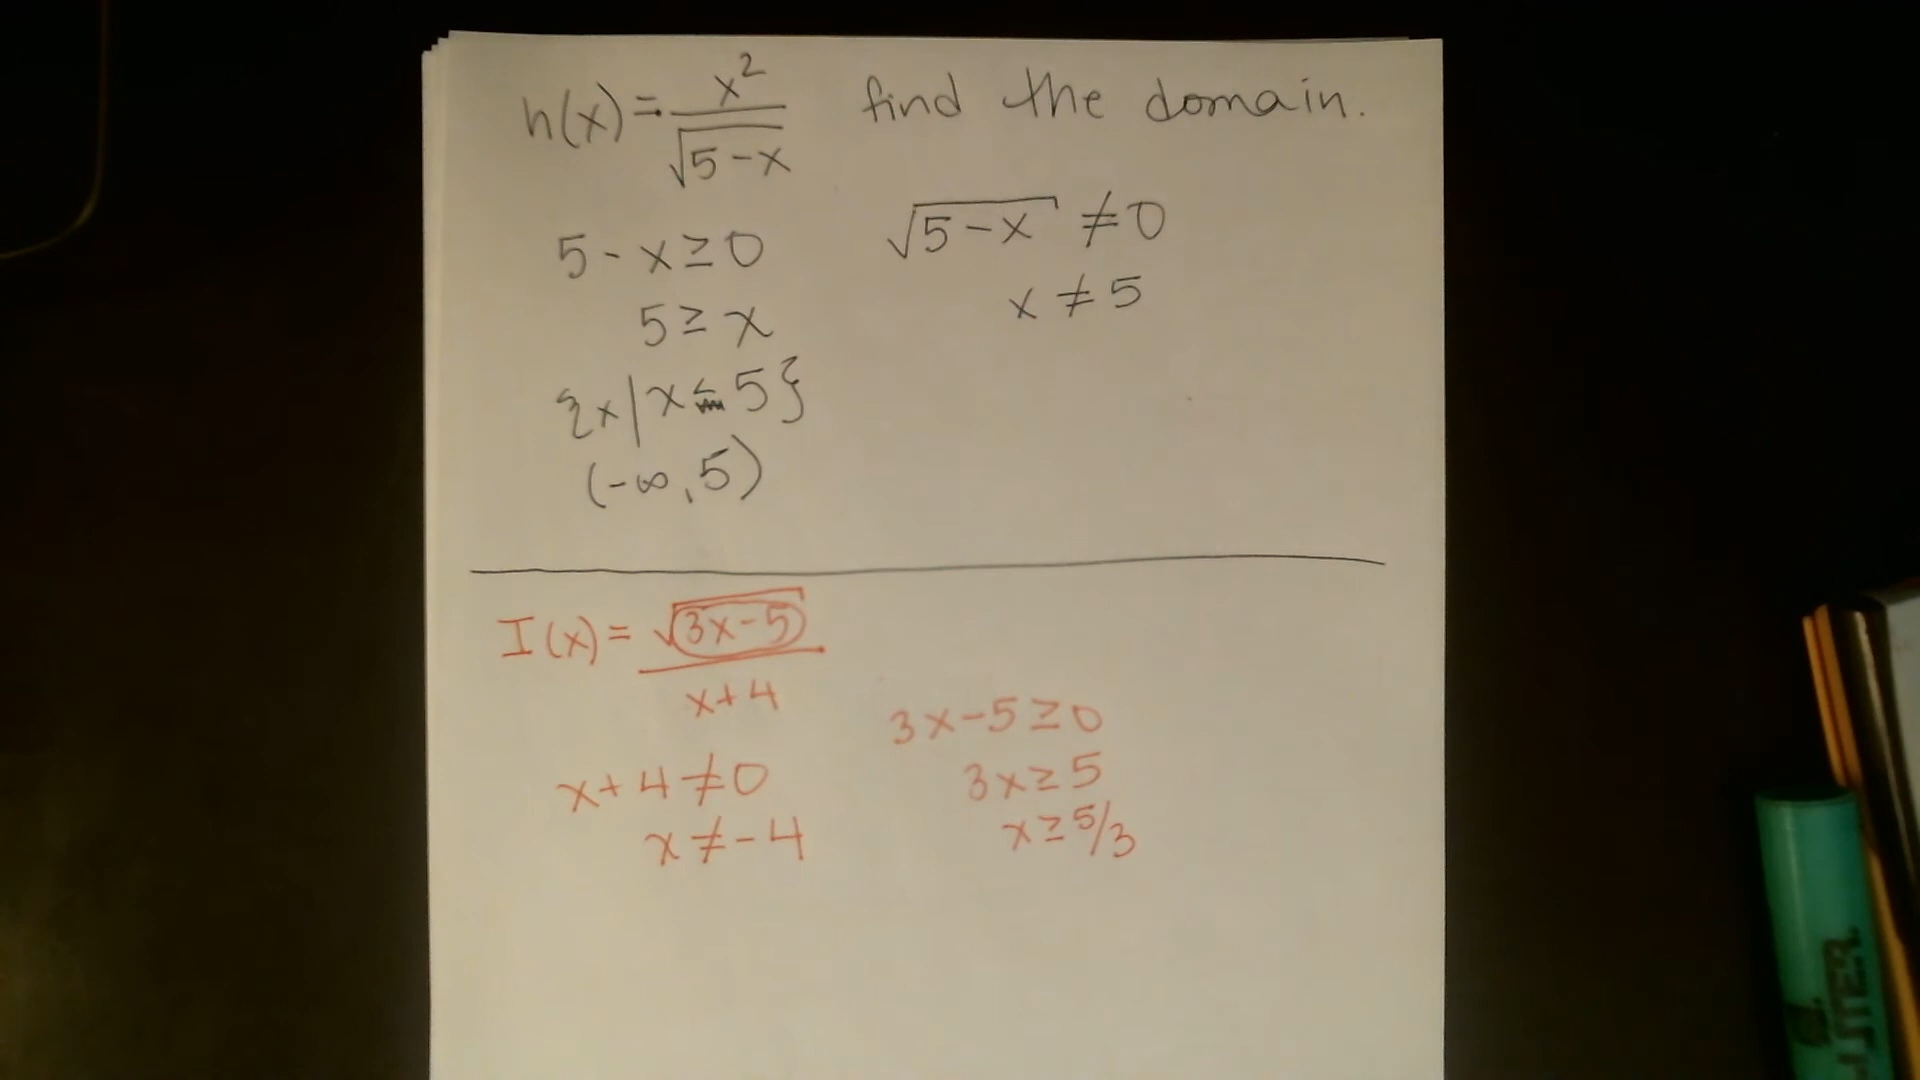 h(x) = x² / √(5-x) find the domain.
5 - x ≥ 0
√(5-x) ≠ 0
5 ≥ x
x ≠ 5
{x | x < 5}
(-∞, 5)
I(x) = √(3x-5) / x+4
3x-5 ≥ 0
x+4 ≠ 0
3x ≥ 5
x ≠ -4
x ≥ 5/3